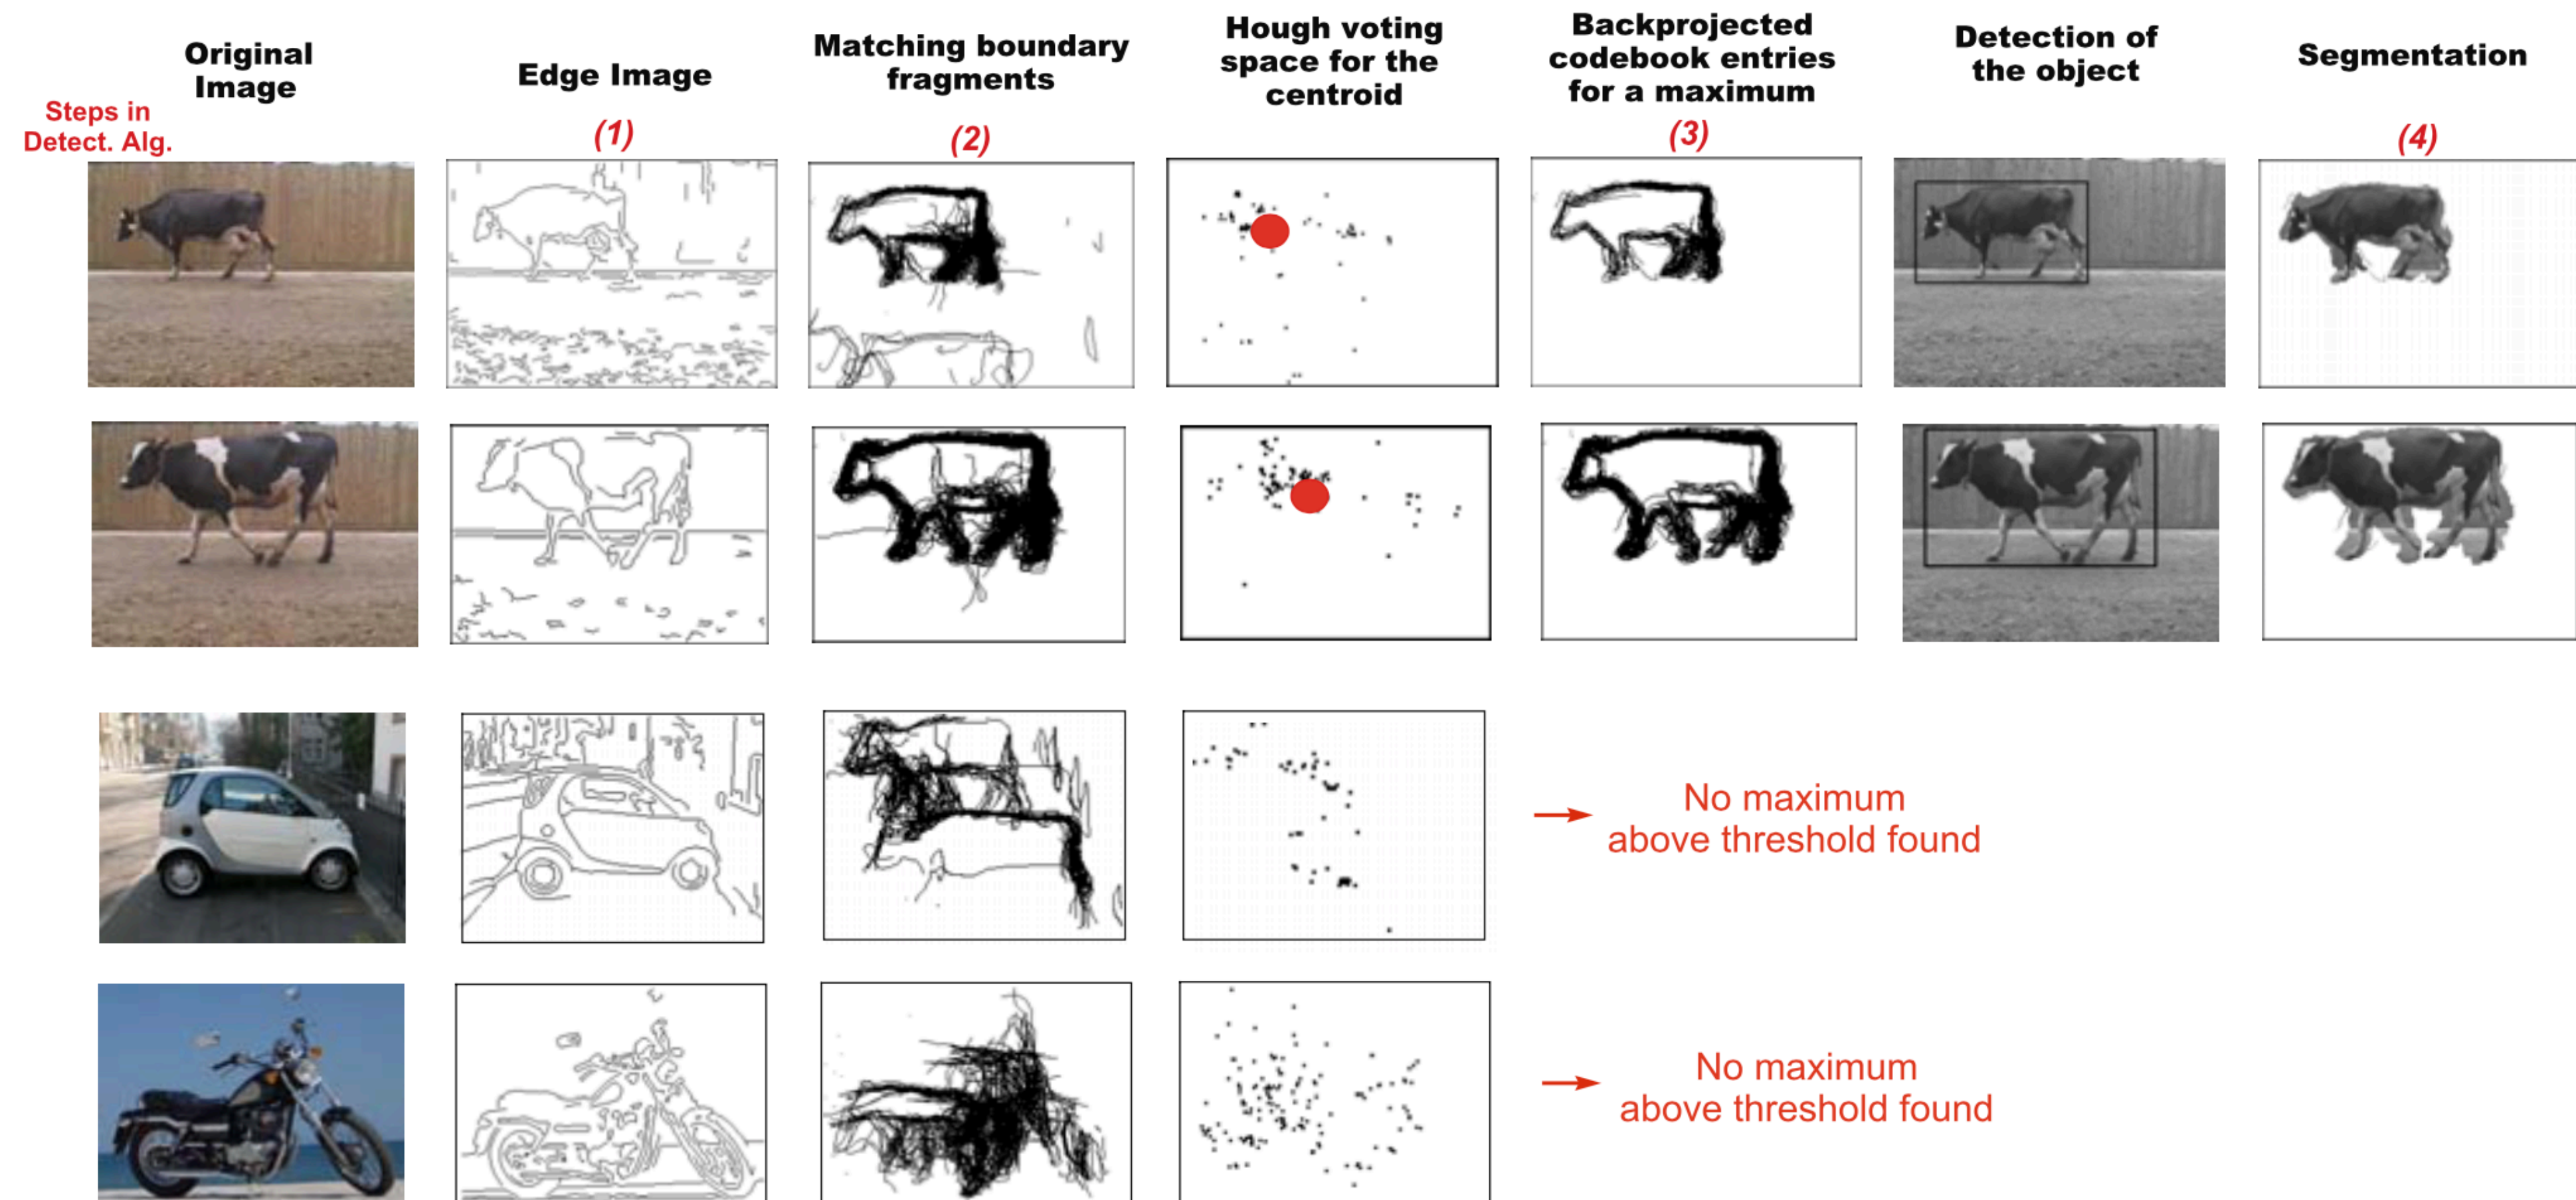 Original
Image
Edge Image
Matching boundary
fragments
Hough voting
space for the
centroid
Backprojected
codebook entries
for a maximum
Detection of
the object
Segmentation
Steps in
Detect. Alg.
(1)
(2)
(3)
(4)
No maximum
above threshold found
No maximum
above threshold found